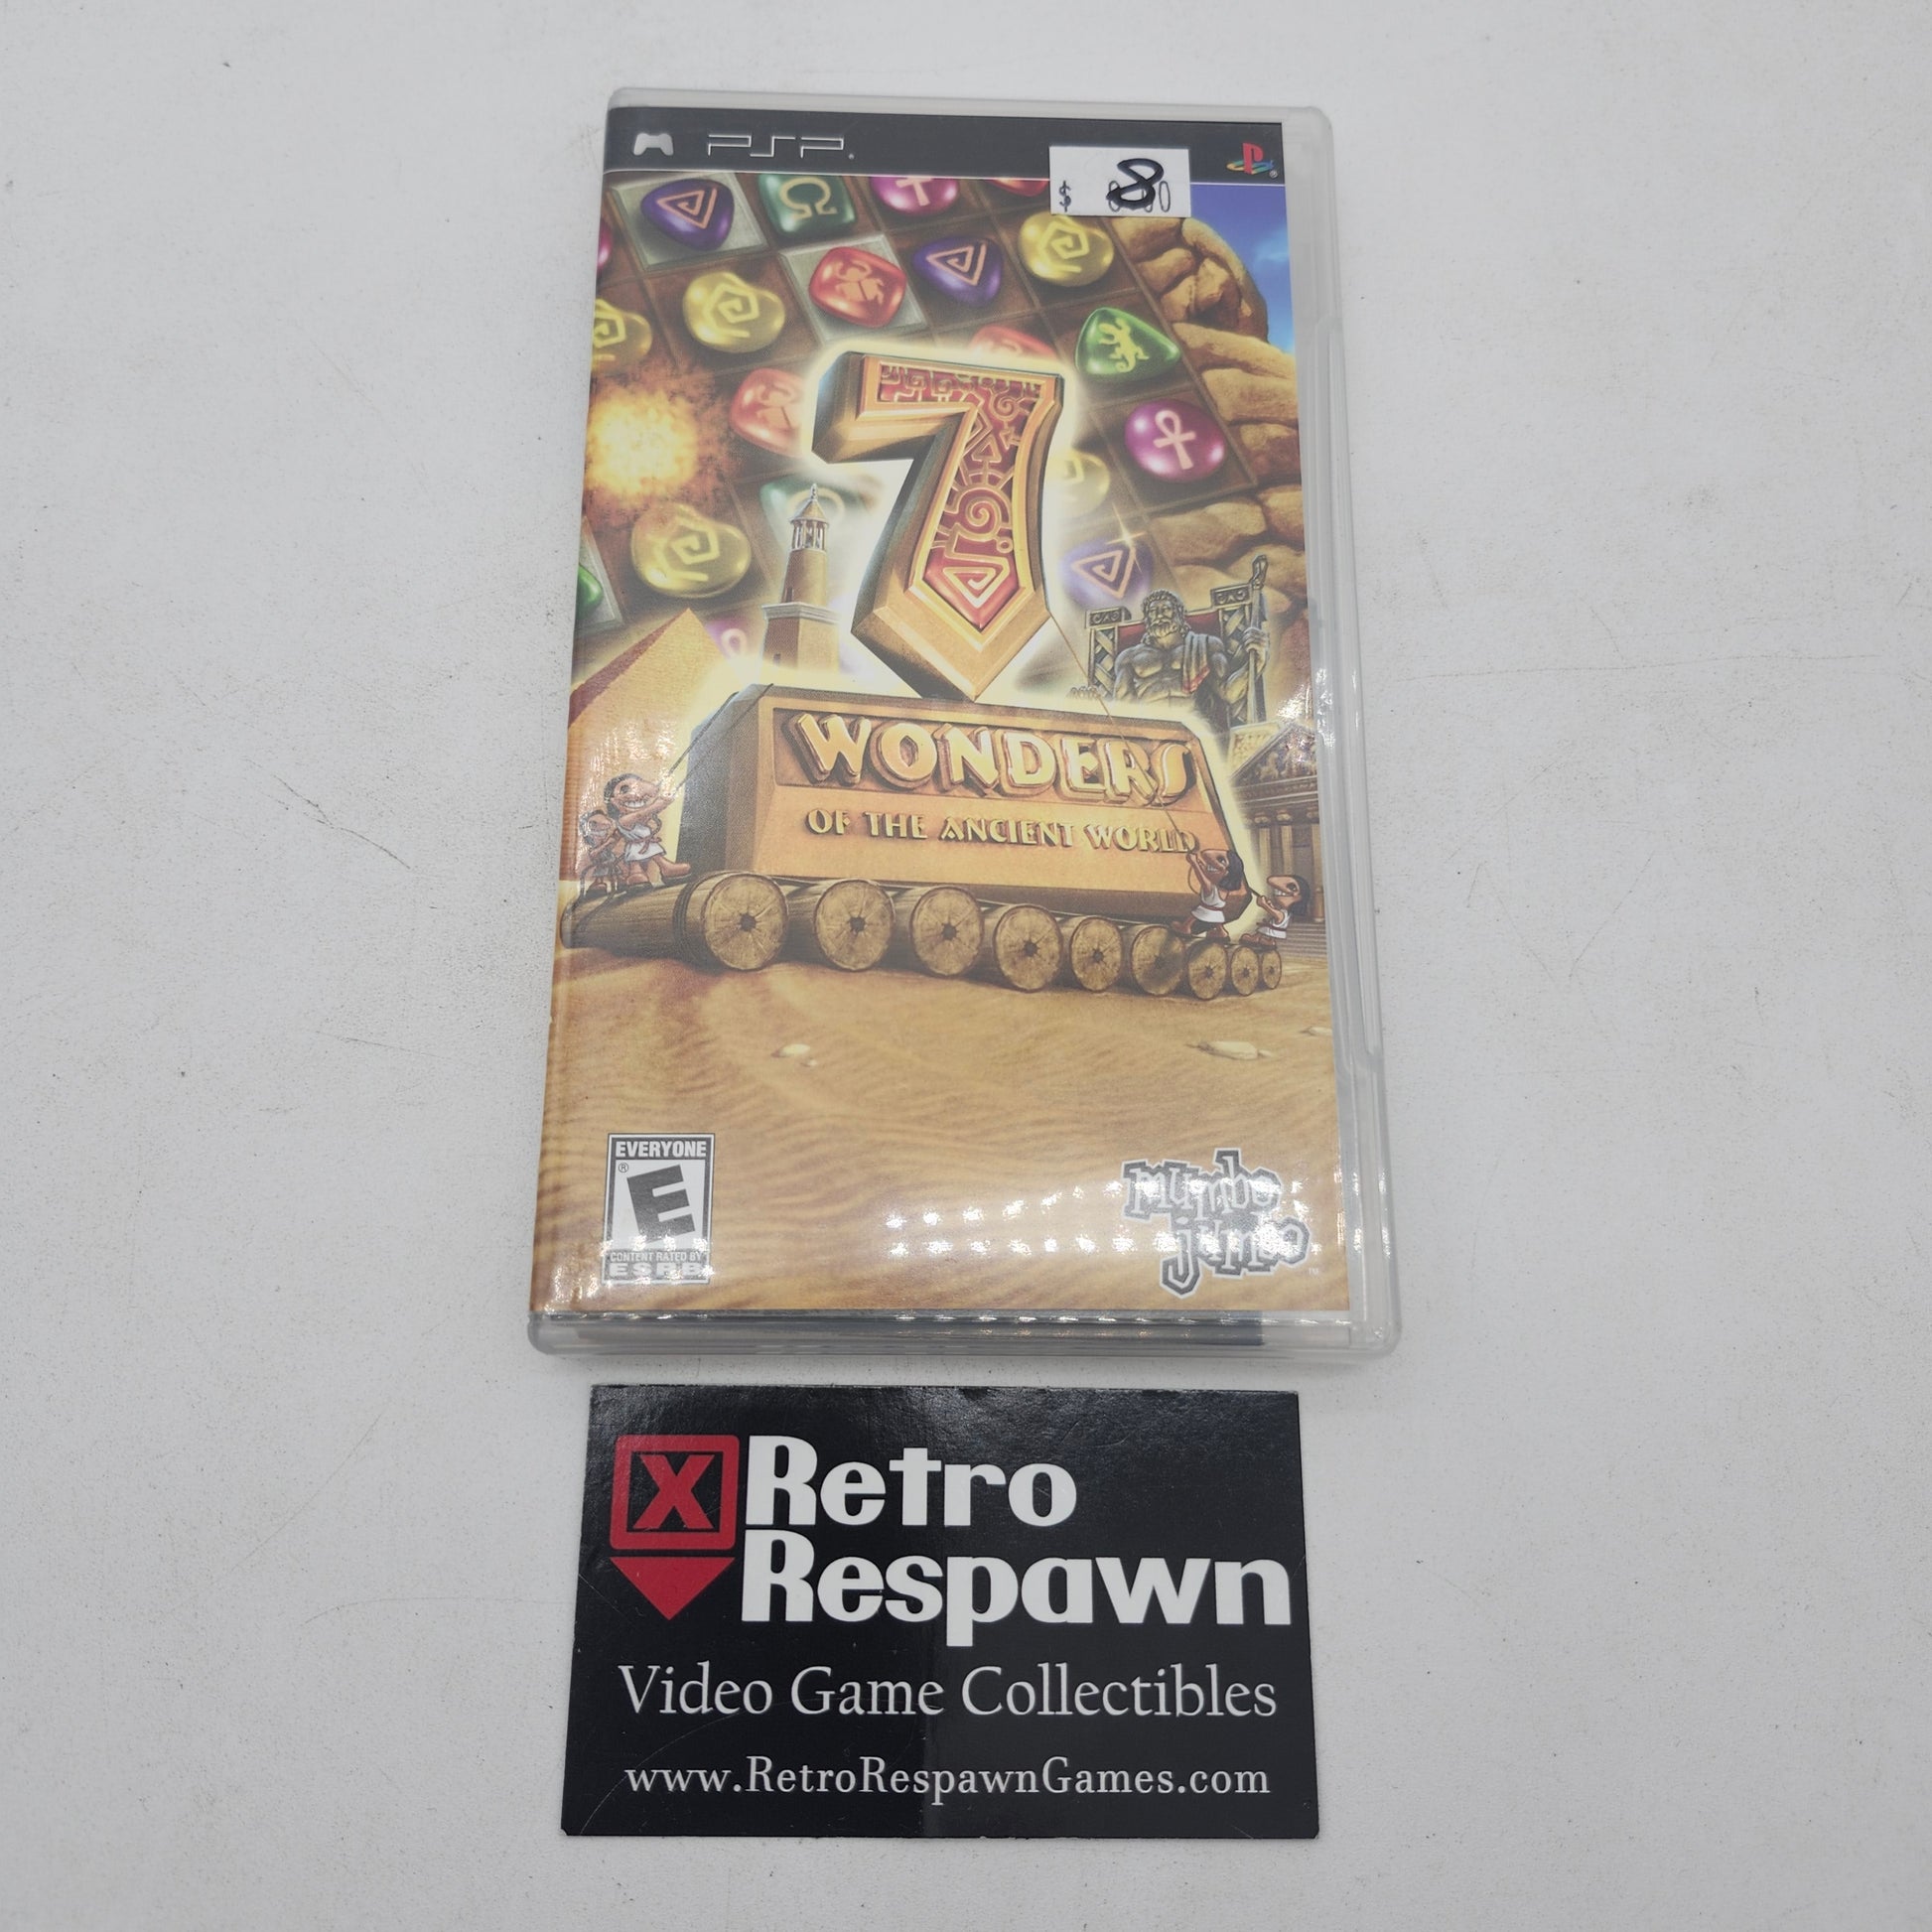 PSP
$ 8
7
WONDERS
OF THE ANCIENT WORLD
EVERYONE
E
CONTENT RATED BY
ESRB
mumbo
jumbo
X Retro
Respawn
Video Game Collectibles
www.RetroRespawnGames.com